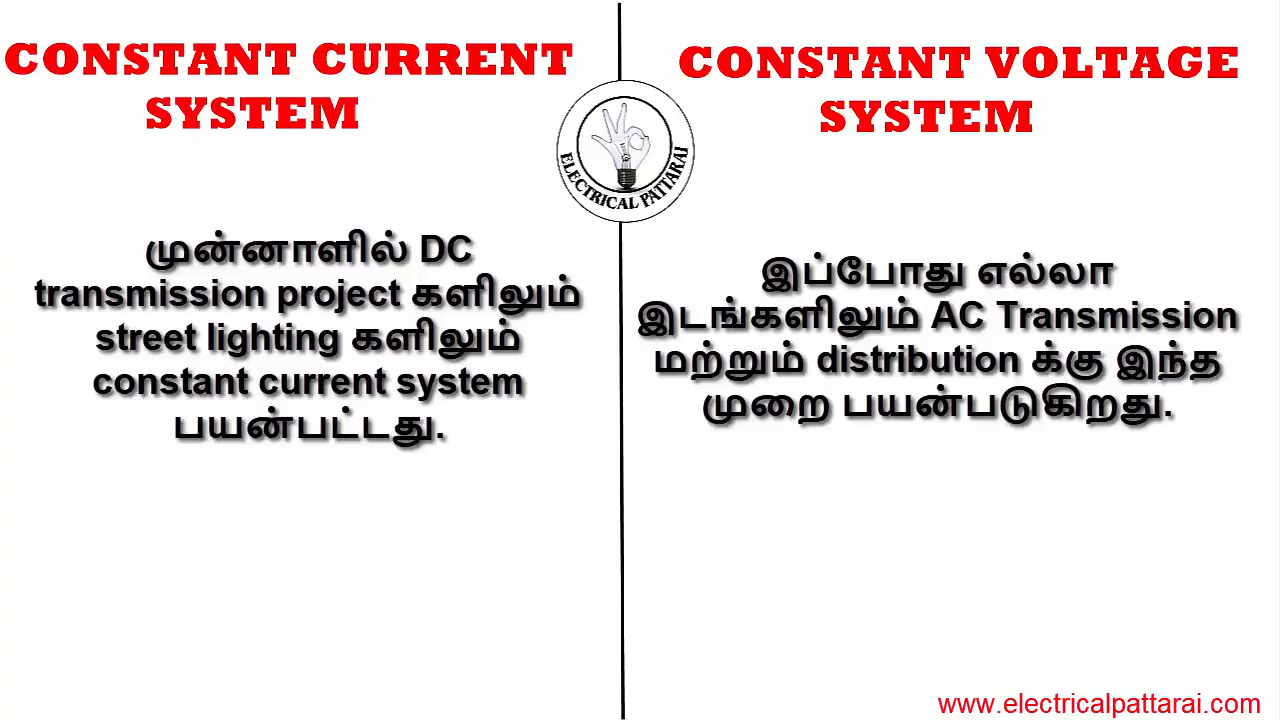 CONSTANT CURRENT
SYSTEM
முன்னாளில் DC
transmission project களிலும்
street lighting களிலும்
constant current system
பயன்பட்டது.
ELECTRICAL PATTARAI
CONSTANT VOLTAGE
SYSTEM
இப்போது எல்லா
இடங்களிலும் AC Transmission
மற்றும் distribution க்கு இந்த
முறை பயன்படுகிறது.
www.electricalpattarai.com